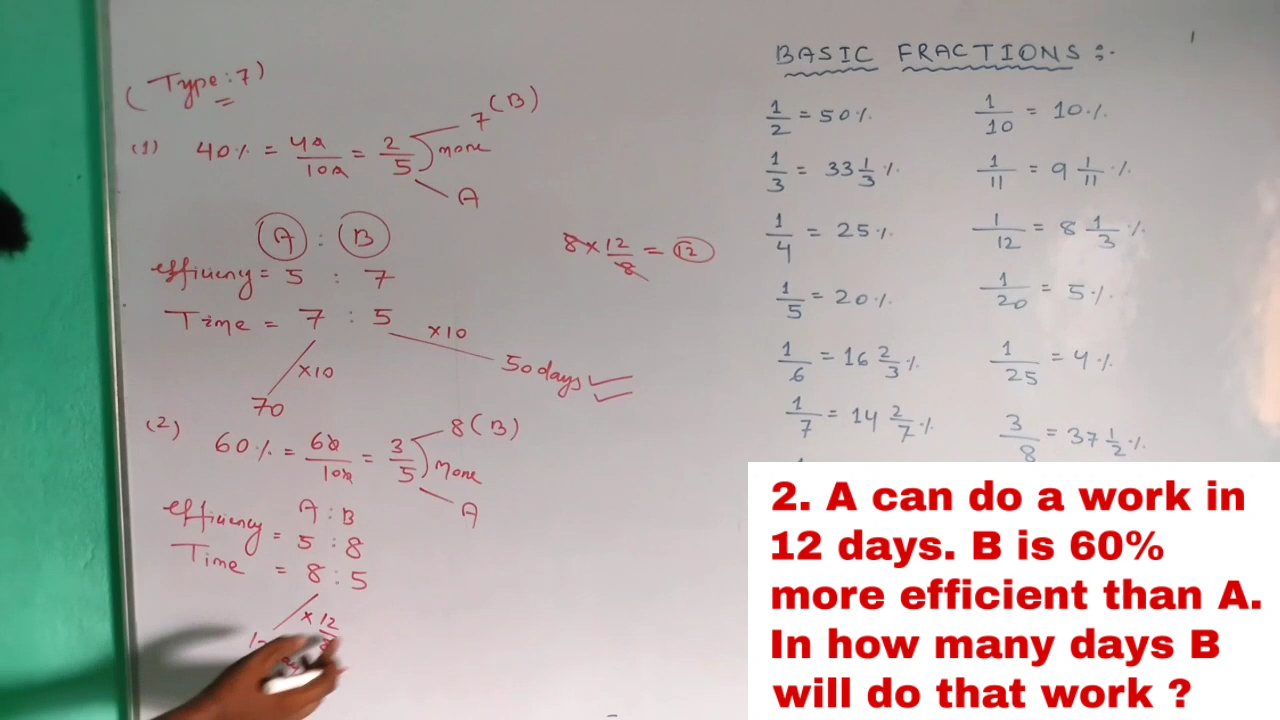 (Type:7)
(1) 40% = 40/100 = 2/5 more 7(B)
A
A : B
efficiency = 5 : 7
Time = 7 : 5
×10
×10
50 days
70
8 × 12/8 = 12
(2) 60% = 60/100 = 3/5 more 8(B)
A
A : B
efficiency = 5 : 8
Time = 8 : 5
× 12/8
BASIC FRACTIONS :-
1/2 = 50%
1/3 = 33 1/3 %
1/4 = 25%
1/5 = 20%
1/6 = 16 2/3 %
1/7 = 14 2/7 %
1/10 = 10%
1/11 = 9 1/11 %
1/12 = 8 1/3 %
1/20 = 5%
1/25 = 4%
3/8 = 37 1/2 %
2. A can do a work in
12 days. B is 60%
more efficient than A.
In how many days B
will do that work ?